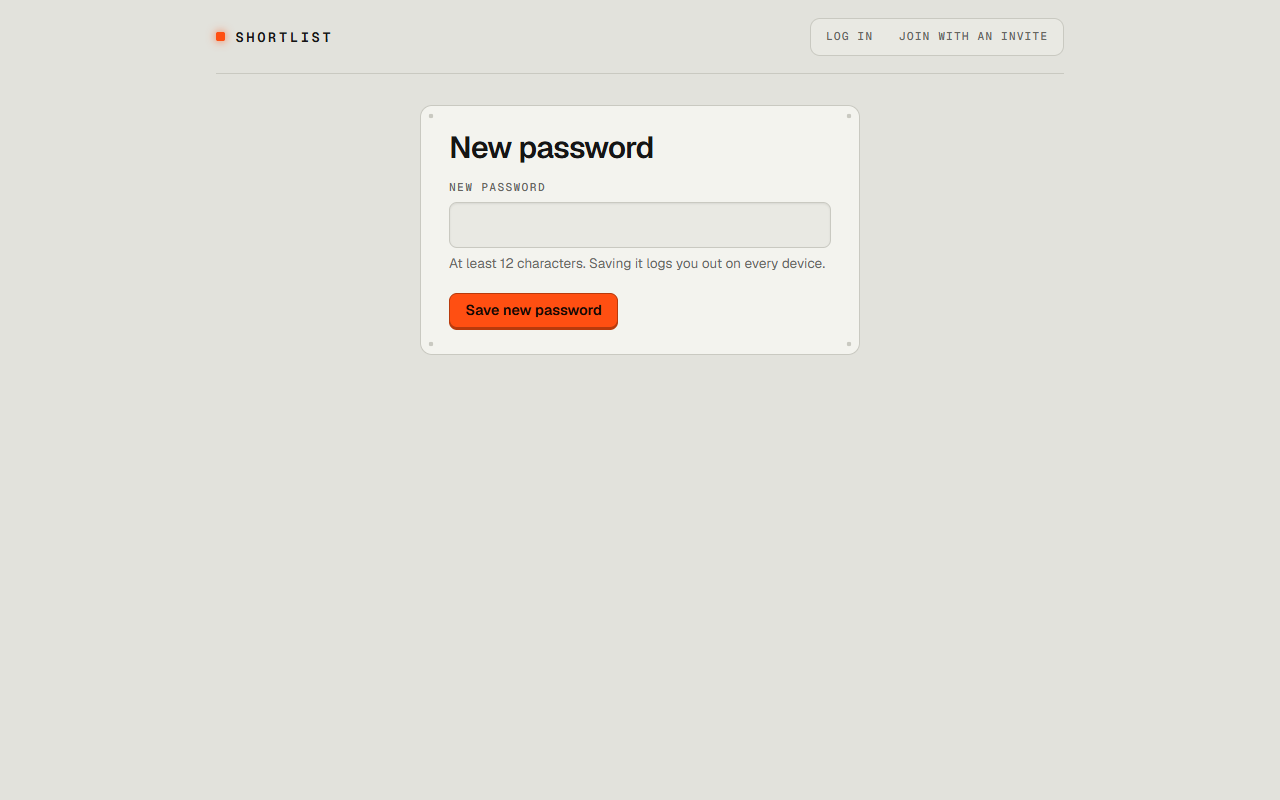 SHORTLIST
LOG IN JOIN WITH AN INVITE
New password
NEW PASSWORD
At least 12 characters. Saving it logs you out on every device.
Save new password